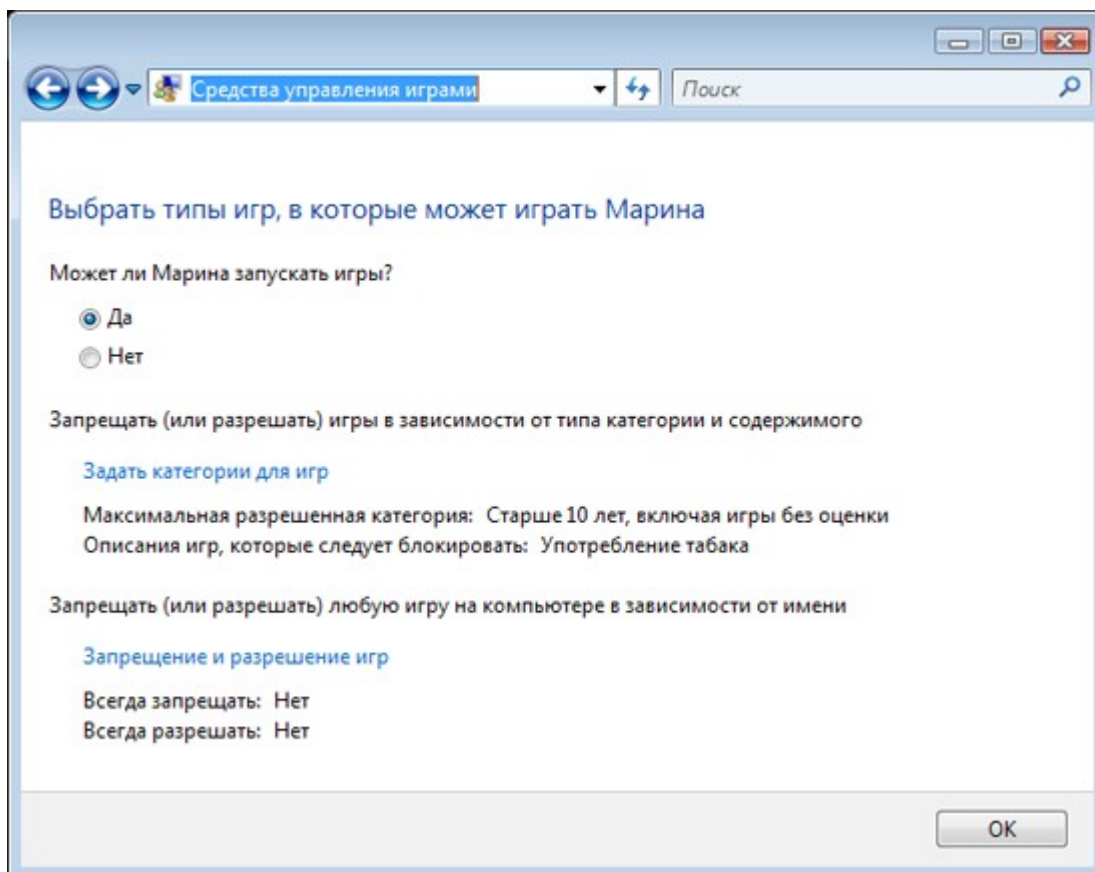 Средства управления играми
Поиск
Выбрать типы игр, в которые может играть Марина
Может ли Марина запускать игры?
Да
Нет
Запрещать (или разрешать) игры в зависимости от типа категории и содержимого
Задать категории для игр
Максимальная разрешенная категория: Старше 10 лет, включая игры без оценки
Описания игр, которые следует блокировать: Употребление табака
Запрещать (или разрешать) любую игру на компьютере в зависимости от имени
Запрещение и разрешение игр
Всегда запрещать: Нет
Всегда разрешать: Нет
ОК